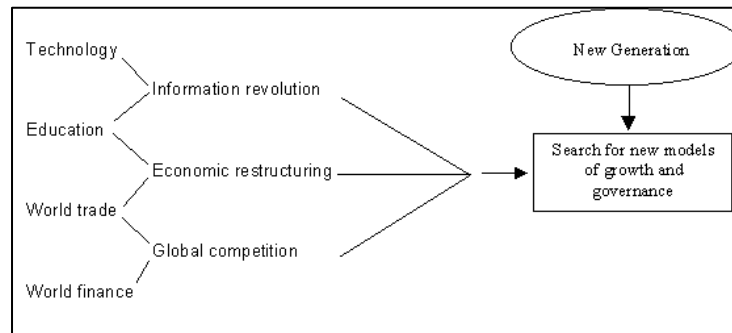 Technology
New Generation
Information revolution
Education
Economic restructuring
Search for new models
of growth and
governance
World trade
Global competition
World finance